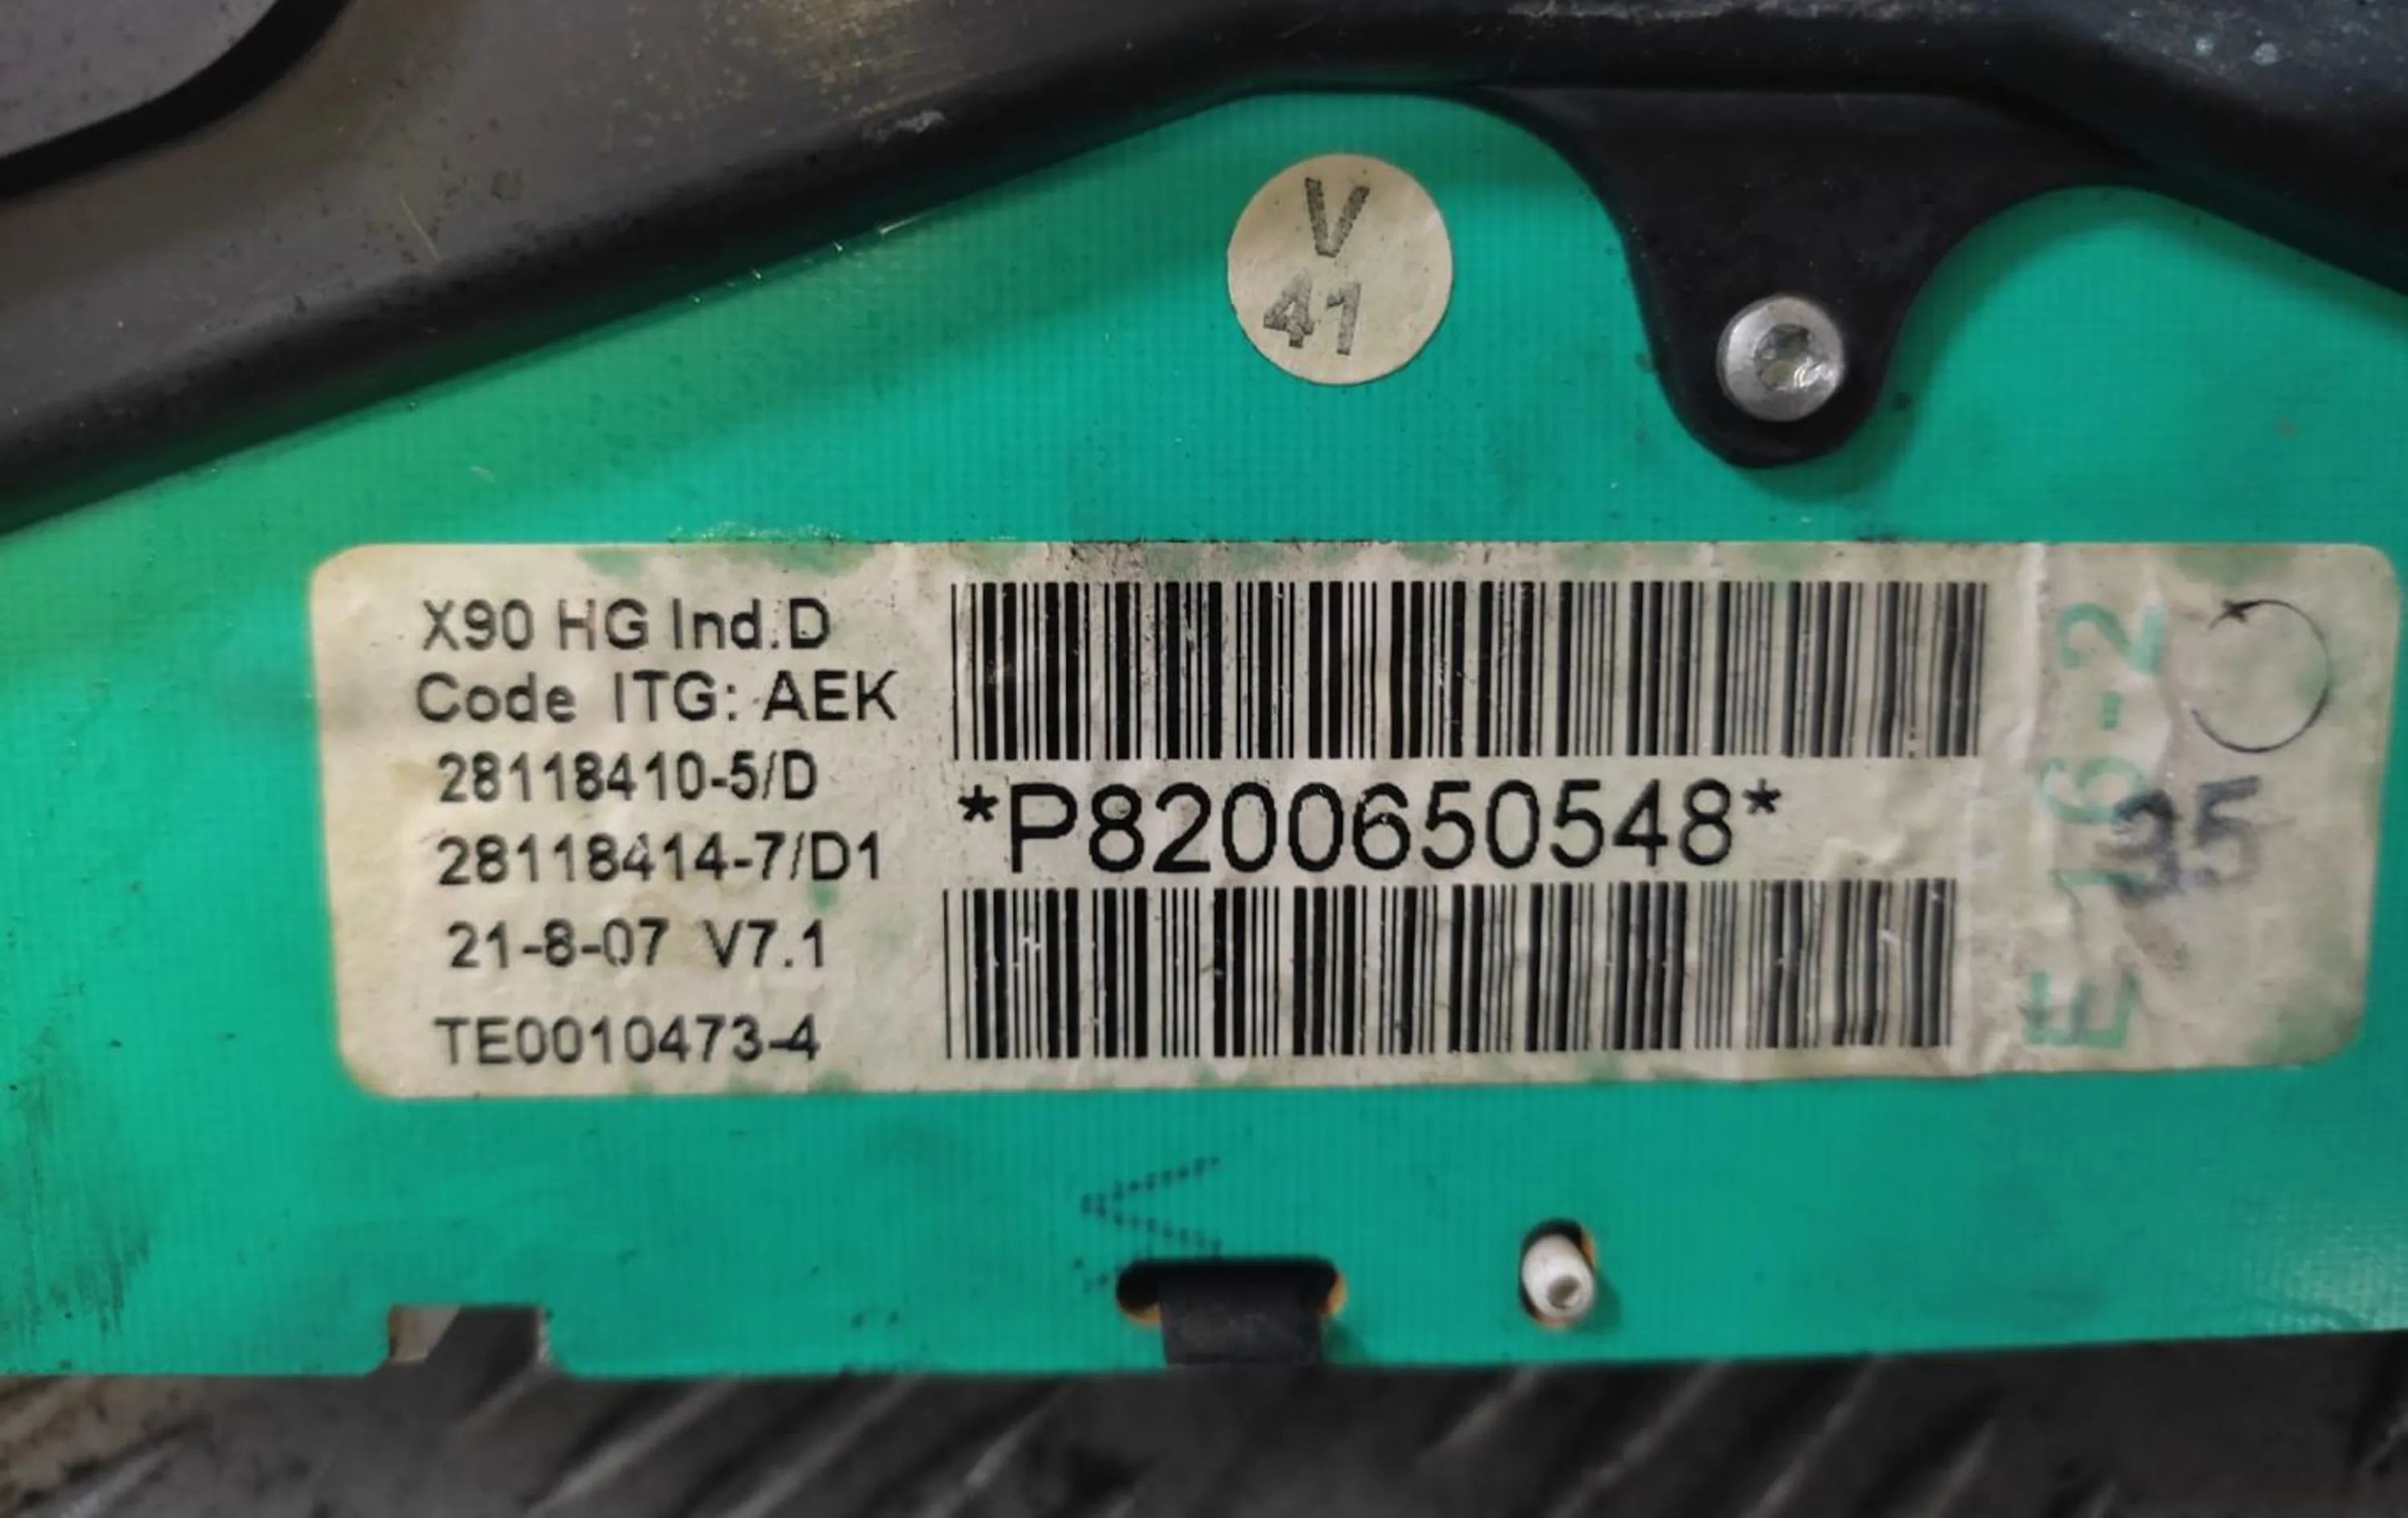 V
41
X90 HG Ind.D
Code ITG: AEK
28118410-5/D
28118414-7/D1
21-8-07 V7.1
TE0010473-4
*P8200650548*
E-16-2
35